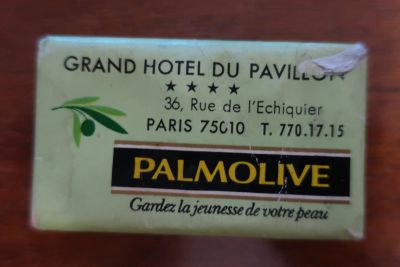 GRAND HOTEL DU PAVILLON
★★★★
36, Rue de l'Echiquier
PARIS 75010 T. 770.17.15
PALMOLIVE
Gardez la jeunesse de votre peau